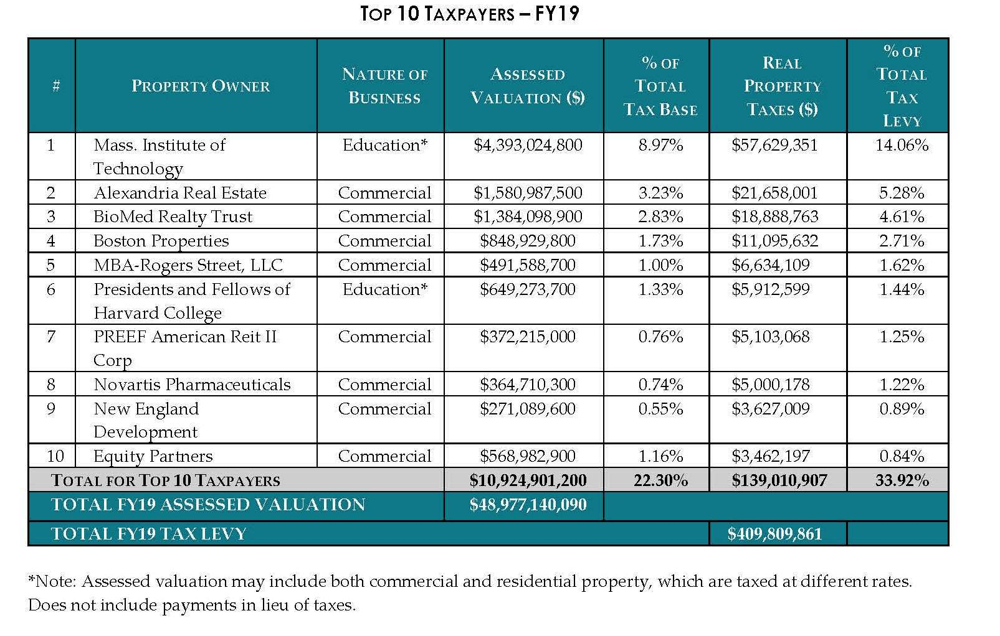 TOP 10 TAXPAYERS – FY19
# PROPERTY OWNER NATURE OF BUSINESS ASSESSED VALUATION ($) % OF TOTAL TAX BASE REAL PROPERTY TAXES ($) % OF TOTAL TAX LEVY
1 Mass. Institute of Education* $4,393,024,800 8.97% $57,629,351 14.06%
Technology
2 Alexandria Real Estate Commercial $1,580,987,500 3.23% $21,658,001 5.28%
3 BioMed Realty Trust Commercial $1,384,098,900 2.83% $18,888,763 4.61%
4 Boston Properties Commercial $848,929,800 1.73% $11,095,632 2.71%
5 MBA-Rogers Street, LLC Commercial $491,588,700 1.00% $6,634,109 1.62%
6 Presidents and Fellows of Education* $649,273,700 1.33% $5,912,599 1.44%
Harvard College
7 PREEF American Reit II Commercial $372,215,000 0.76% $5,103,068 1.25%
Corp
8 Novartis Pharmaceuticals Commercial $364,710,300 0.74% $5,000,178 1.22%
9 New England Commercial $271,089,600 0.55% $3,627,009 0.89%
Development
10 Equity Partners Commercial $568,982,900 1.16% $3,462,197 0.84%
TOTAL FOR TOP 10 TAXPAYERS $10,924,901,200 22.30% $139,010,907 33.92%
TOTAL FY19 ASSESSED VALUATION $48,977,140,090
TOTAL FY19 TAX LEVY $409,809,861
*Note: Assessed valuation may include both commercial and residential property, which are taxed at different rates.
Does not include payments in lieu of taxes.